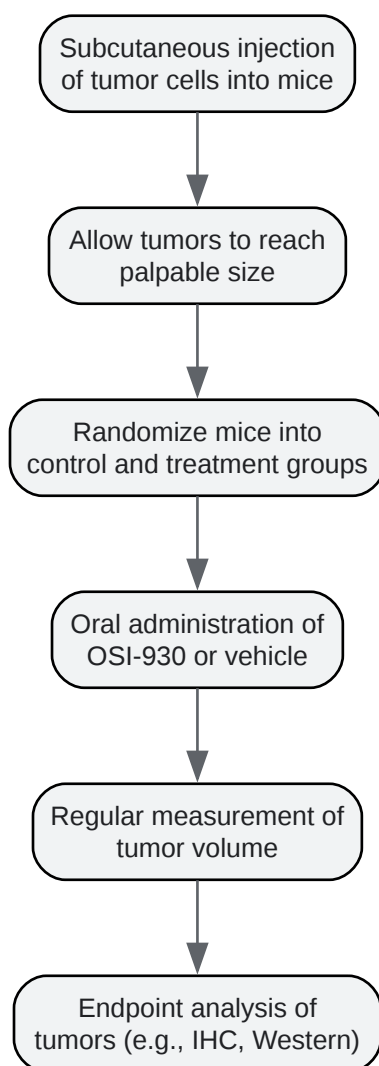 Subcutaneous injection
of tumor cells into mice
Allow tumors to reach
palpable size
Randomize mice into
control and treatment groups
Oral administration of
OSI-930 or vehicle
Regular measurement of
tumor volume
Endpoint analysis of
tumors (e.g., IHC, Western)